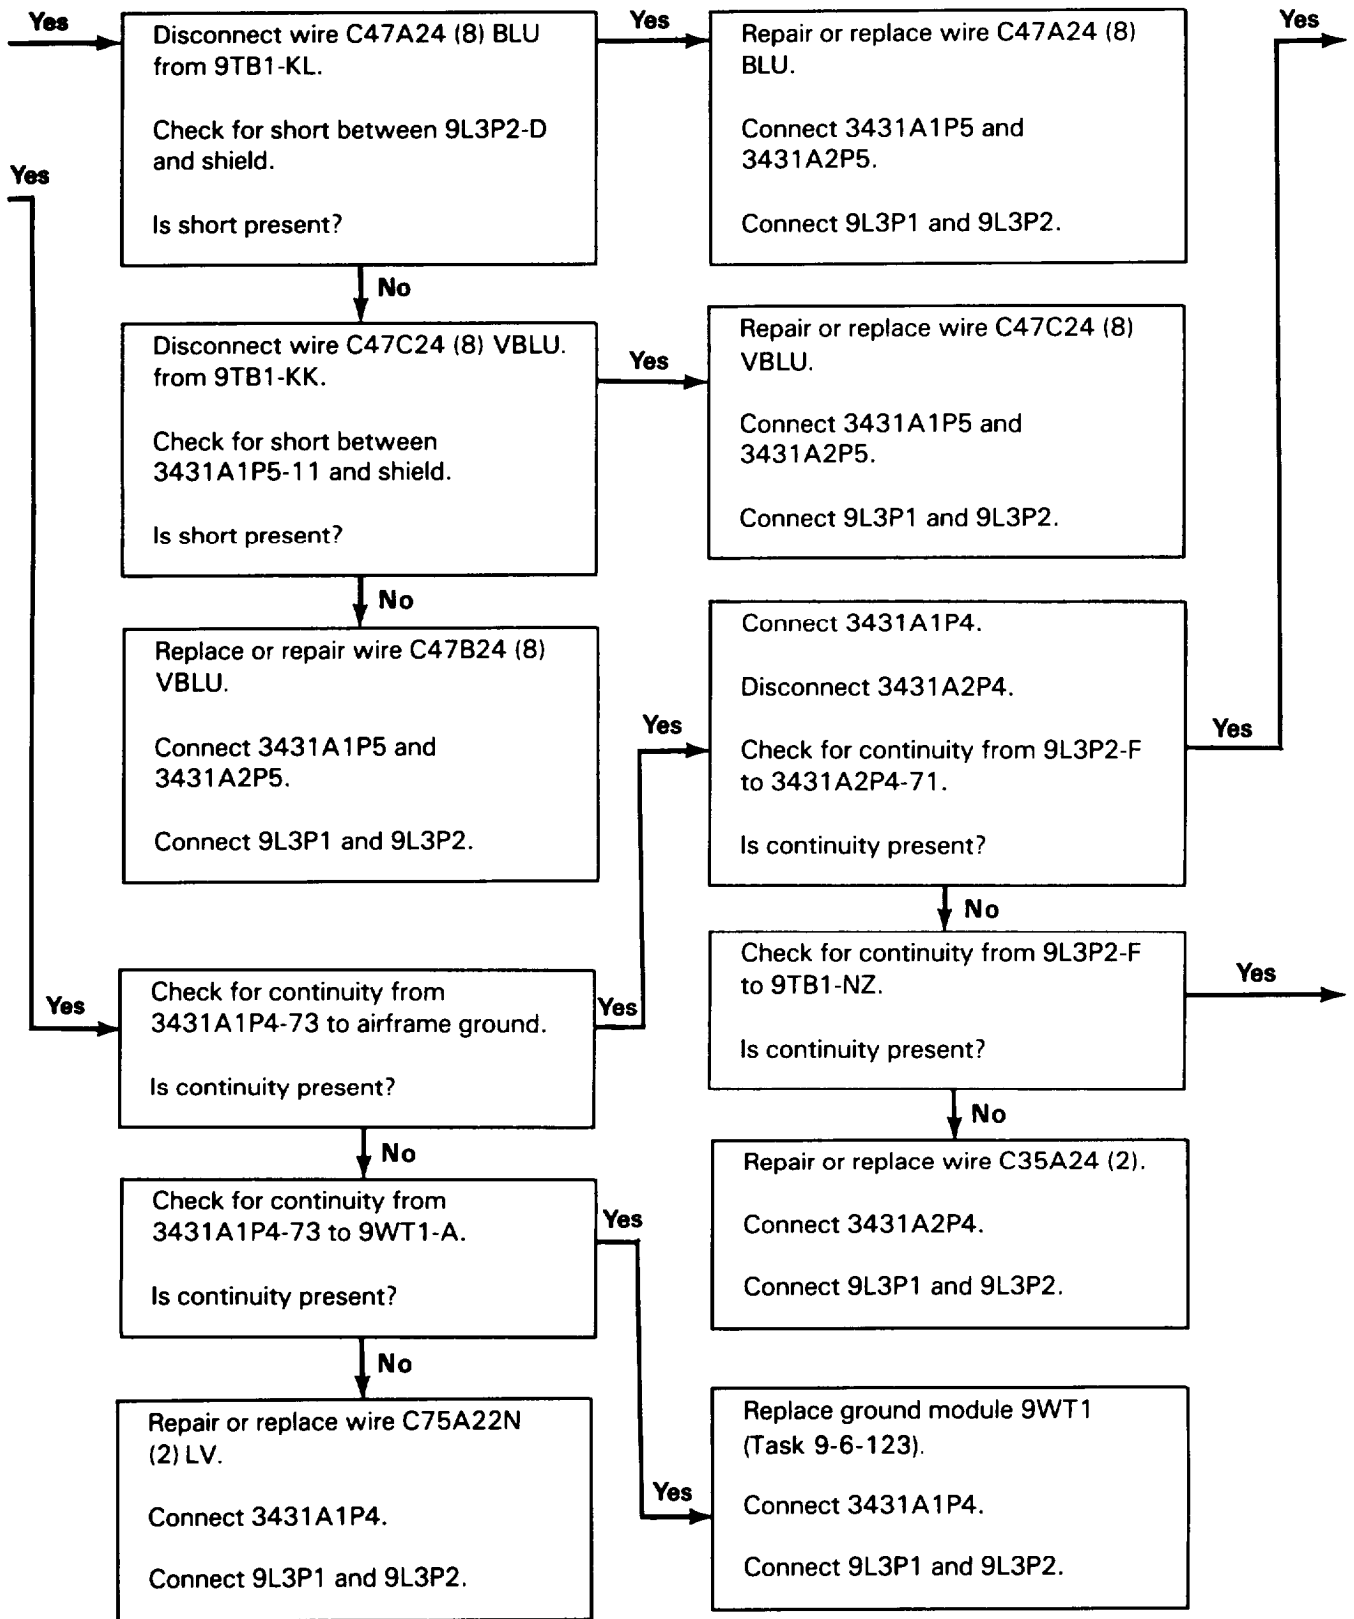 Yes
Disconnect wire C47A24 (8) BLU
from 9TB1-KL.
Check for short between 9L3P2-D
and shield.
Is short present?
Yes
Repair or replace wire C47A24 (8)
BLU.
Connect 3431A1P5 and
3431A2P5.
Connect 9L3P1 and 9L3P2.
Yes
Yes
No
Disconnect wire C47C24 (8) VBLU.
from 9TB1-KK.
Check for short between
3431A1P5-11 and shield.
Is short present?
Yes
Repair or replace wire C47C24 (8)
VBLU.
Connect 3431A1P5 and
3431A2P5.
Connect 9L3P1 and 9L3P2.
No
Replace or repair wire C47B24 (8)
VBLU.
Connect 3431A1P5 and
3431A2P5.
Connect 9L3P1 and 9L3P2.
Yes
Connect 3431A1P4.
Disconnect 3431A2P4.
Check for continuity from 9L3P2-F
to 3431A2P4-71.
Is continuity present?
Yes
No
Check for continuity from 9L3P2-F
to 9TB1-NZ.
Is continuity present?
Yes
Yes
Check for continuity from
3431A1P4-73 to airframe ground.
Is continuity present?
Yes
No
Repair or replace wire C35A24 (2).
Connect 3431A2P4.
Connect 9L3P1 and 9L3P2.
No
Check for continuity from
3431A1P4-73 to 9WT1-A.
Is continuity present?
Yes
No
Repair or replace wire C75A22N
(2) LV.
Connect 3431A1P4.
Connect 9L3P1 and 9L3P2.
Yes
Replace ground module 9WT1
(Task 9-6-123).
Connect 3431A1P4.
Connect 9L3P1 and 9L3P2.